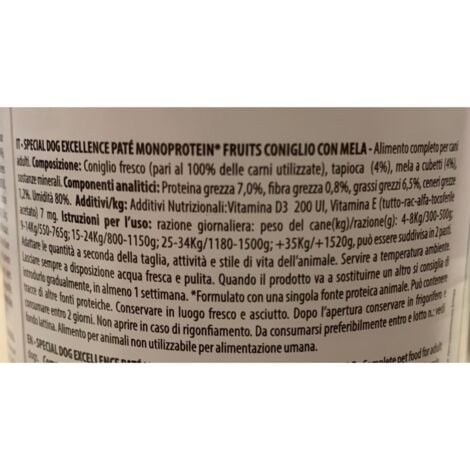 IT - SPECIAL DOG EXCELLENCE PATÉ MONOPROTEIN* FRUITS CONIGLIO CON MELA - Alimento completo per cani
adulti. Composizione: Coniglio fresco (pari al 100% delle carni utilizzate), tapioca (4%), mela a cubetti (4%),
sostanze minerali. Componenti analitici: Proteina grezza 7,0%, fibra grezza 0,8%, grassi grezzi 6,5%, ceneri grezze
1,2%. Umidità 80%. Additivi/kg: Additivi Nutrizionali:Vitamina D3 200 UI, Vitamina E (tutto-rac-alfa-tocoferile
acetato) 7 mg. Istruzioni per l'uso: razione giornaliera: peso del cane(kg)/razione(g): 4-8Kg/300-500g;
9-14Kg/550-765g; 15-24Kg/800-1150g; 25-34Kg/1180-1500g; +35Kg/+1520g, può essere suddivisa in 2 pasti.
Adattare le quantità a seconda della taglia, attività e stile di vita dell'animale. Servire a temperatura ambiente.
Lasciare sempre a disposizione acqua fresca e pulita. Quando il prodotto va a sostituirne un altro si consiglia di
introdurlo gradualmente, in almeno 1 settimana. *Formulato con una singola fonte proteica animale. Può contenere
tracce di altre fonti proteiche. Conservare in luogo fresco e asciutto. Dopo l'apertura conservare in frigorifero e
consumare entro 2 giorni. Non aprire in caso di rigonfiamento. Da consumarsi preferibilmente entro e lotto n.: vedi
fondo lattina. Alimento per animali non utilizzabile per alimentazione umana.
EN - SPECIAL DOG EXCELLENCE PATÉ Complete pet food for adult
dogs.